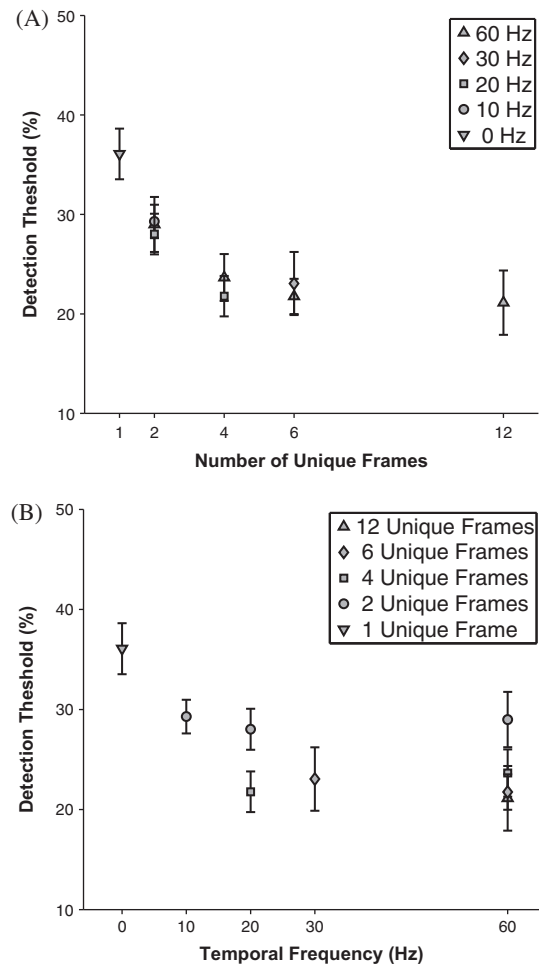 (A)
60 Hz
30 Hz
20 Hz
10 Hz
0 Hz
Detection Theshold (%)
50
40
30
20
10
1 2 4 6 12
Number of Unique Frames
(B)
12 Unique Frames
6 Unique Frames
4 Unique Frames
2 Unique Frames
1 Unique Frame
Detection Threshold (%)
50
40
30
20
10
0 10 20 30 60
Temporal Frequency (Hz)